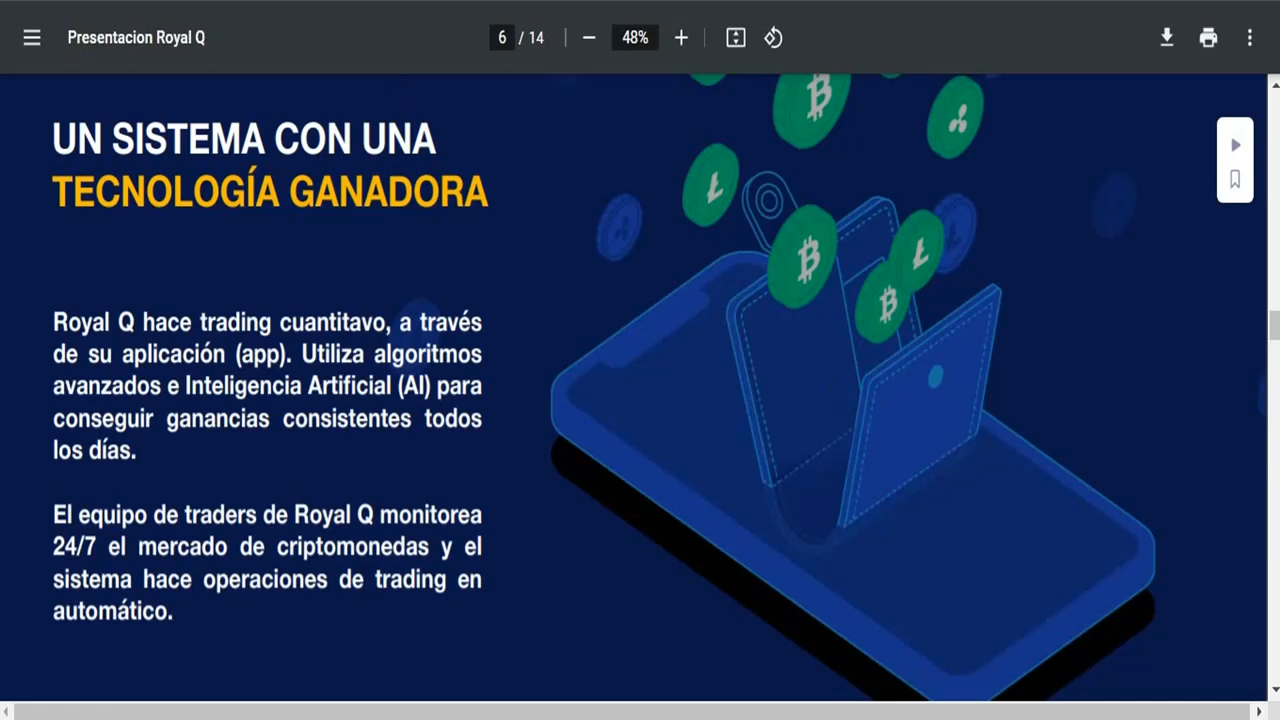 Presentacion Royal Q
6 / 14
48%
UN SISTEMA CON UNA
TECNOLOGÍA GANADORA
Royal Q hace trading cuantitavo, a través
de su aplicación (app). Utiliza algoritmos
avanzados e Inteligencia Artificial (AI) para
conseguir ganancias consistentes todos
los días.
El equipo de traders de Royal Q monitorea
24/7 el mercado de criptomonedas y el
sistema hace operaciones de trading en
automático.